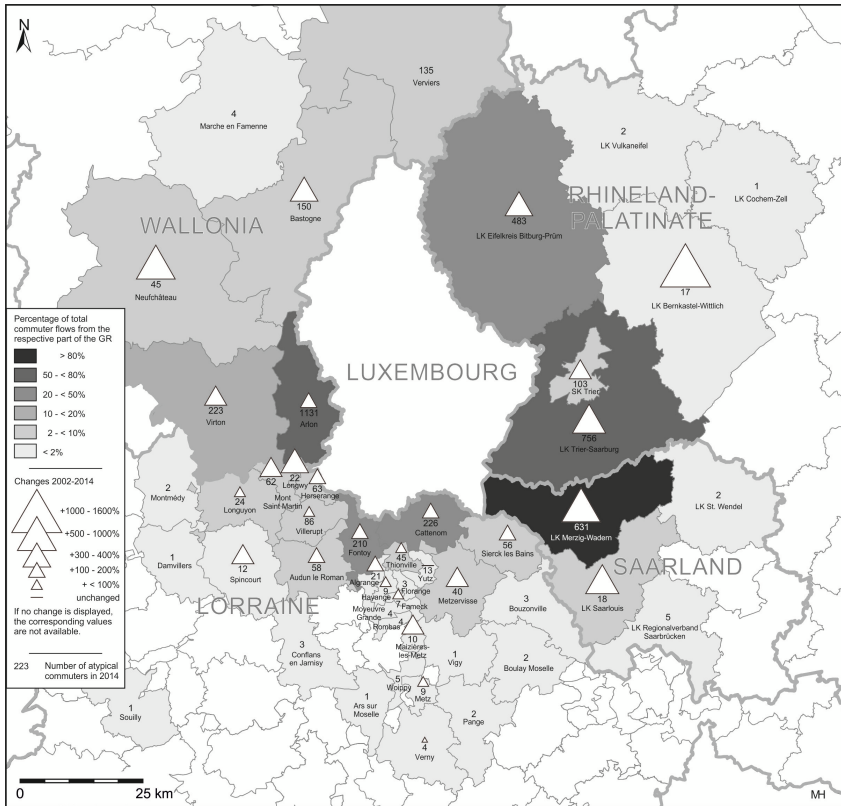 N
135
Verviers
4
Marche en Famenne
2
LK Vulkaneifel
1
LK Cochem-Zell
150
Bastogne
483
LK Eifelkreis Bitburg-Prüm
RHINELAND-
PALATINATE
WALLONIA
45
Neufchâteau
17
LK Bernkastel-Wittlich
Percentage of total
commuter flows from the
respective part of the GR
> 80%
50 - < 80%
20 - < 50%
10 - < 20%
2 - < 10%
< 2%
Changes 2002-2014
+1000 - 1600%
+500 - 1000%
+300 - 400%
+100 - 200%
+ < 100%
unchanged
If no change is displayed,
the corresponding values
are not available.
223 Number of atypical
commuters in 2014
LUXEMBOURG
103
SK Trier
223
Virton
1131
Arlon
756
LK Trier-Saarburg
2
Montmédy
62
Mont
Saint Martin
22
Longwy
63
Herserange
24
Longuyon
86
Villerupt
226
Cattenom
631
LK Merzig-Wadern
2
LK St. Wendel
1
Damvillers
12
Spincourt
58
Audun le Roman
210
Fontoy
45
Thionville
56
Sierck les Bains
SAARLAND
LORRAINE
21
Algrange
13
Yutz
9
Hayange
3
Florange
7
Fameck
40
Metzervisse
18
LK Saarlouis
Moyeuvre
Grande
4
Rombas
4
3
Bouzonville
5
LK Regionalverband
Saarbrücken
10
Maizières-
les-Metz
3
Conflans
en Jarnisy
1
Vigy
2
Boulay Moselle
5
Woippy
9
Metz
1
Souilly
1
Ars sur
Moselle
2
Pange
4
Verny
0 25 km
MH